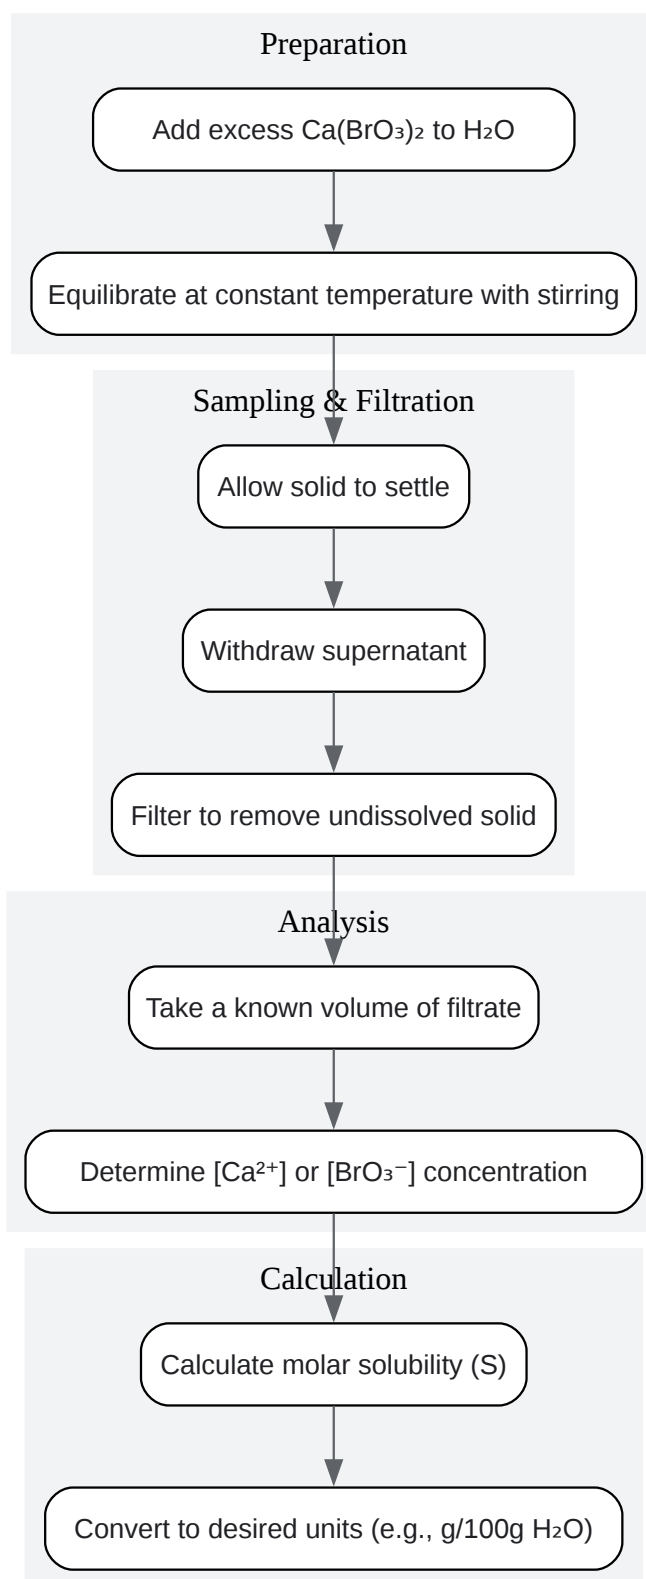 Preparation
Add excess Ca(BrO₃)₂ to H₂O
Equilibrate at constant temperature with stirring
Sampling & Filtration
Allow solid to settle
Withdraw supernatant
Filter to remove undissolved solid
Analysis
Take a known volume of filtrate
Determine [Ca²⁺] or [BrO₃⁻] concentration
Calculation
Calculate molar solubility (S)
Convert to desired units (e.g., g/100g H₂O)